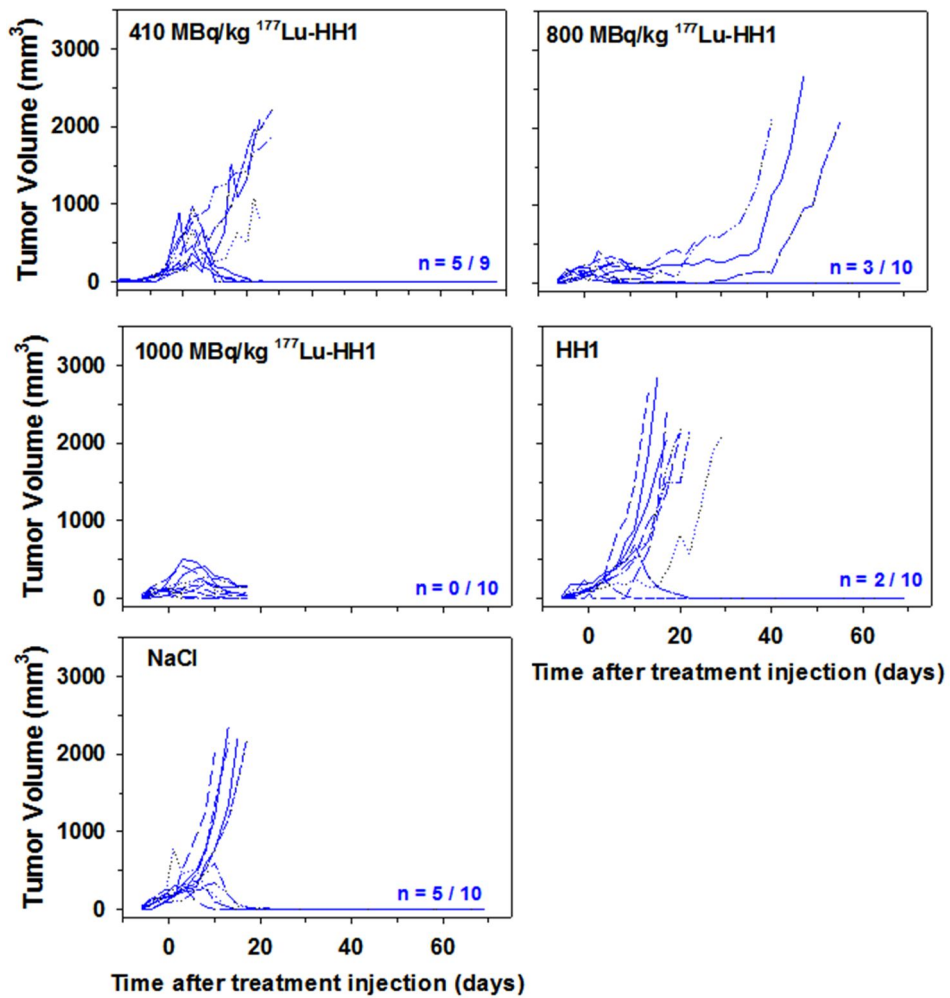 410 MBq/kg ¹⁷⁷Lu-HH1
800 MBq/kg ¹⁷⁷Lu-HH1
Tumor Volume (mm³)
3000
2000
1000
0
n = 5 / 9
n = 3 / 10
1000 MBq/kg ¹⁷⁷Lu-HH1
HH1
Tumor Volume (mm³)
3000
2000
1000
0
n = 0 / 10
n = 2 / 10
0 20 40 60
Time after treatment injection (days)
NaCl
Tumor Volume (mm³)
3000
2000
1000
0
n = 5 / 10
0 20 40 60
Time after treatment injection (days)